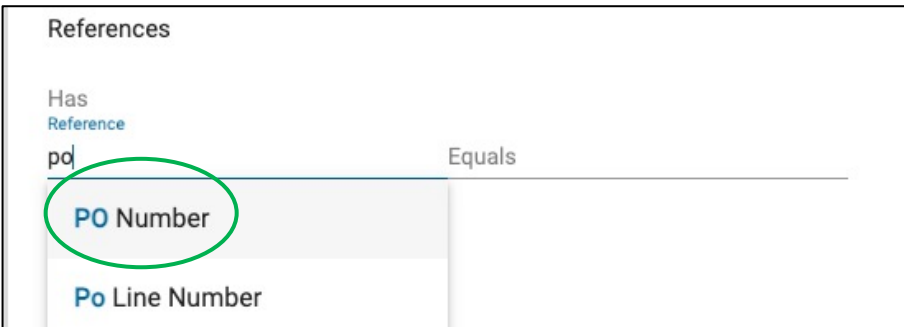 References
Has
Reference
po Equals
PO Number
Po Line Number